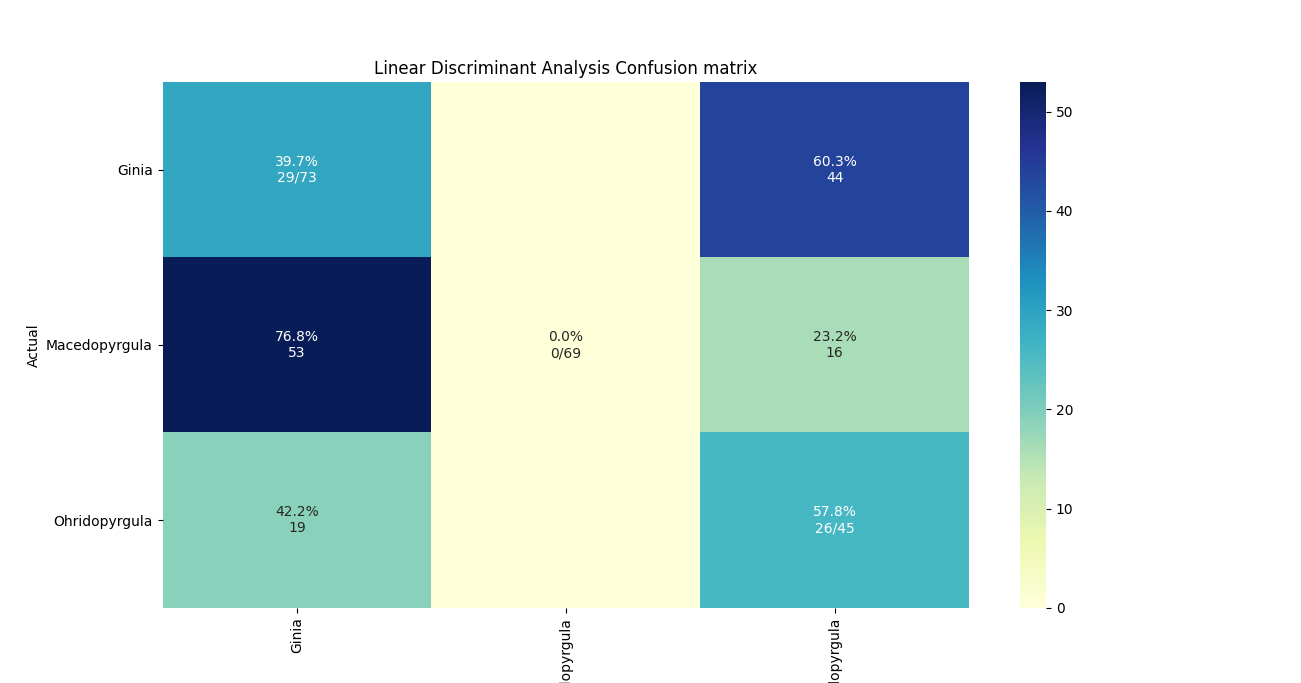 Linear Discriminant Analysis Confusion matrix
Actual
Ginia
39.7%
29/73
60.3%
44
Macedopyrgula
76.8%
53
0.0%
0/69
23.2%
16
Ohridopyrgula
42.2%
19
57.8%
26/45
Ginia
dopyrgula
dopyrgula
50
40
30
20
10
0